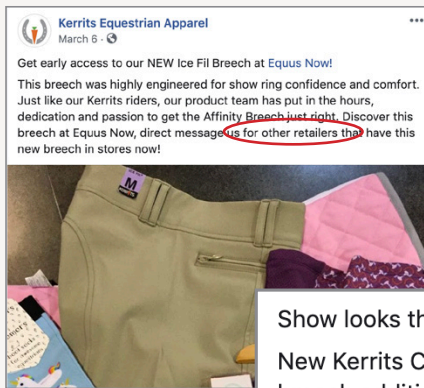 Kerrits Equestrian Apparel
March 6 ·
Get early access to our NEW Ice Fil Breech at Equus Now!
This breech was highly engineered for show ring confidence and comfort.
Just like our Kerrits riders, our product team has put in the hours,
dedication and passion to get the Affinity Breech just right. Discover this
breech at Equus Now, direct message us for other retailers that have this
new breech in stores now!
M
Show looks th
New Kerrits C